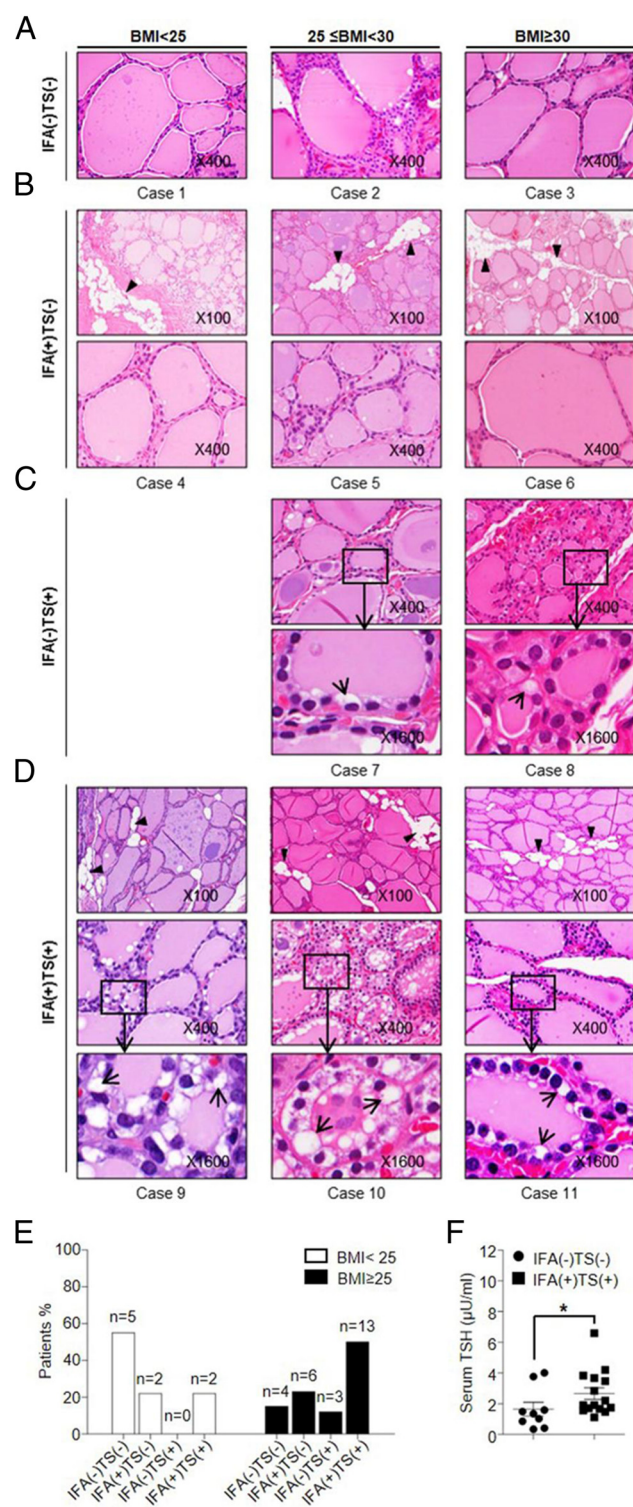 A
BMI<25
25 ≤BMI<30
BMI≥30
IFA(-)TS(-)
X400
X400
X400
Case 1
Case 2
Case 3
B
IFA(+)TS(-)
X100
X100
X100
X400
X400
X400
Case 4
Case 5
Case 6
C
IFA(-)TS(+)
X400
X400
X1600
X1600
Case 7
Case 8
D
IFA(+)TS(+)
X100
X100
X100
X400
X400
X400
X1600
X1600
X1600
Case 9
Case 10
Case 11
E
Patients %
100
80
60
40
20
0
BMI< 25
BMI≥25
n=5
n=2
n=0
n=2
n=4
n=6
n=3
n=13
IFA(-)TS(-)
IFA(+)TS(-)
IFA(-)TS(+)
IFA(+)TS(+)
IFA(-)TS(-)
IFA(+)TS(-)
IFA(-)TS(+)
IFA(+)TS(+)
F
Serum TSH (μU/ml)
12
10
8
6
4
2
0
IFA(-)TS(-)
IFA(+)TS(+)
*